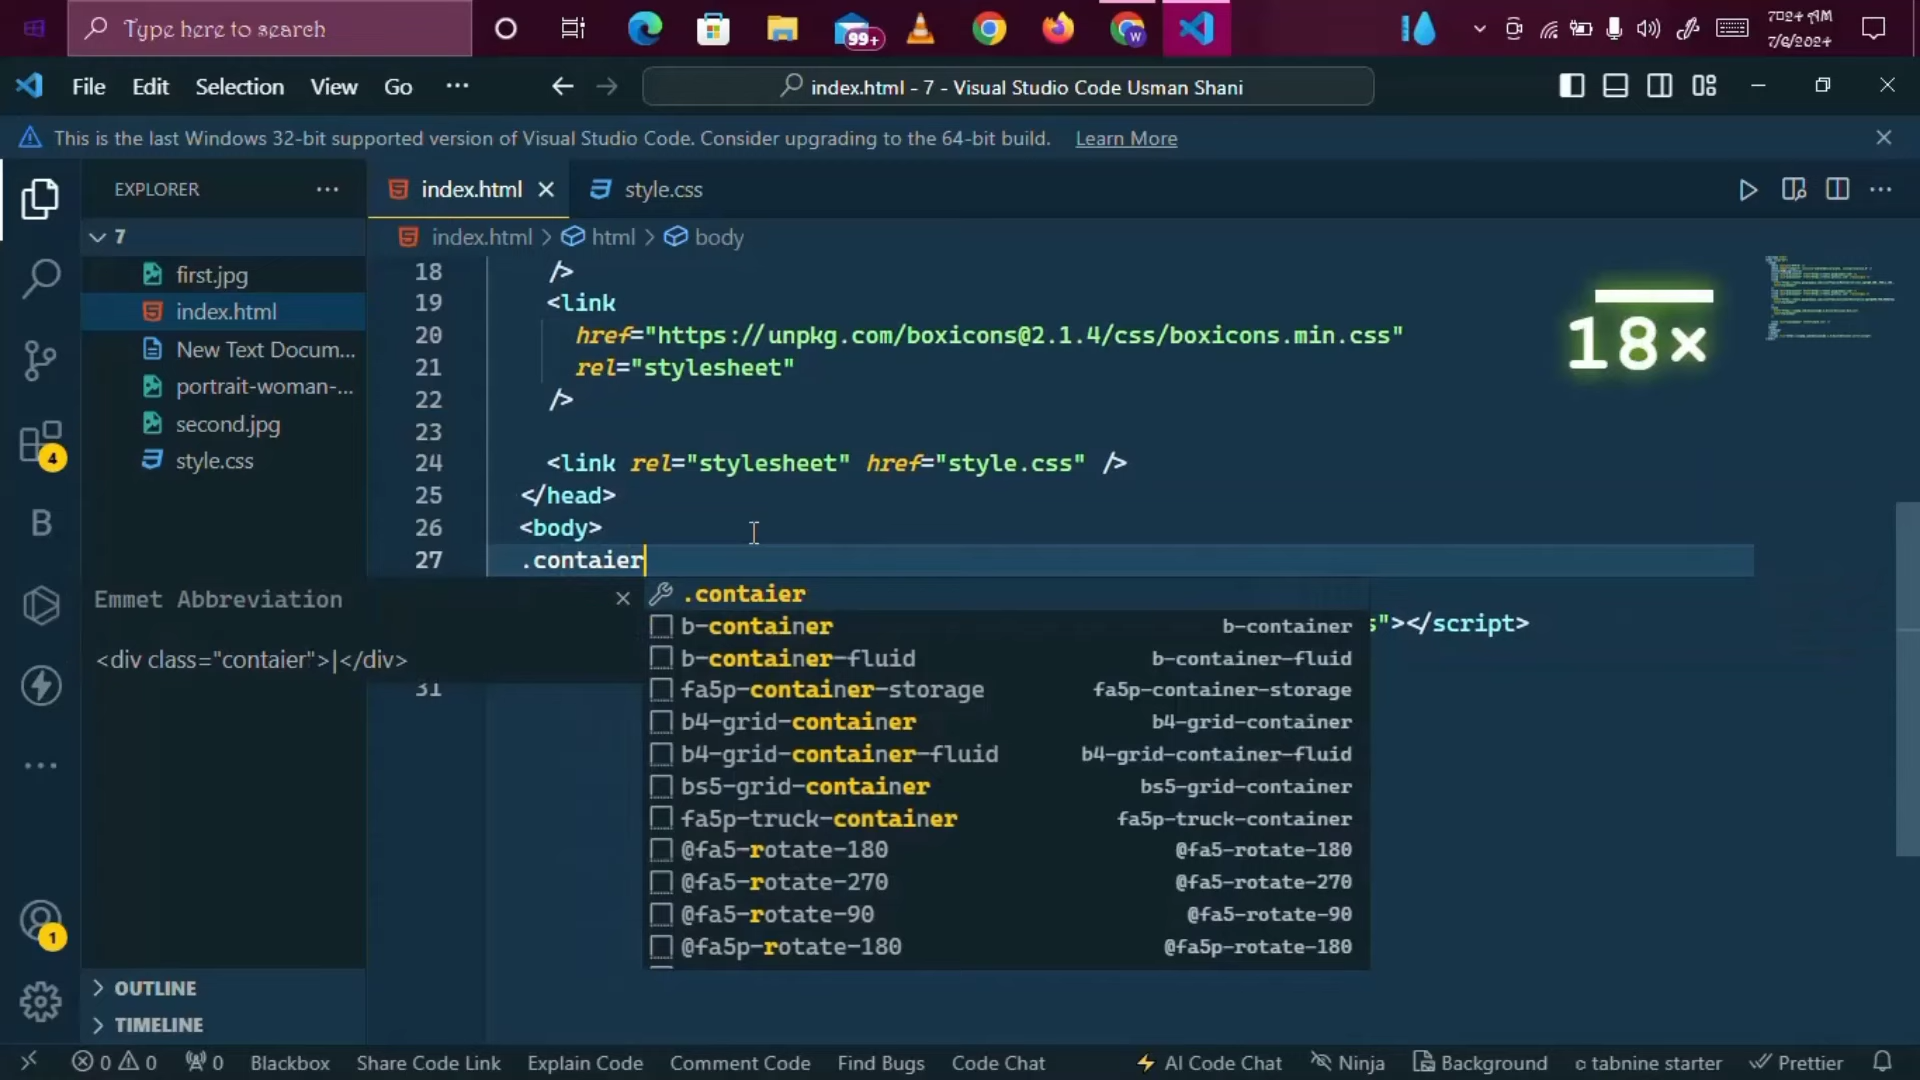 Type here to search
99+
W
7:24 AM
7/6/2024
File Edit Selection View Go ···
index.html - 7 - Visual Studio Code Usman Shani
This is the last Windows 32-bit supported version of Visual Studio Code. Consider upgrading to the 64-bit build. Learn More
EXPLORER ···
index.html
style.css
7
index.html > html > body
first.jpg
index.html
New Text Docum...
portrait-woman-...
second.jpg
style.css
4
B
1
OUTLINE
TIMELINE
18 />
19 <link
20 href="https://unpkg.com/boxicons@2.1.4/css/boxicons.min.css"
21 rel="stylesheet"
22 />
23
24 <link rel="stylesheet" href="style.css" />
25 </head>
26 <body>
27 .contaier
s"></script>
31
18×
Emmet Abbreviation
<div class="contaier">|</div>
.contaier
b-container b-container
b-container-fluid b-container-fluid
fa5p-container-storage fa5p-container-storage
b4-grid-container b4-grid-container
b4-grid-container-fluid b4-grid-container-fluid
bs5-grid-container bs5-grid-container
fa5p-truck-container fa5p-truck-container
@fa5-rotate-180 @fa5-rotate-180
@fa5-rotate-270 @fa5-rotate-270
@fa5-rotate-90 @fa5-rotate-90
@fa5p-rotate-180 @fa5p-rotate-180
0 0 0 Blackbox Share Code Link Explain Code Comment Code Find Bugs Code Chat AI Code Chat Ninja Background tabnine starter Prettier